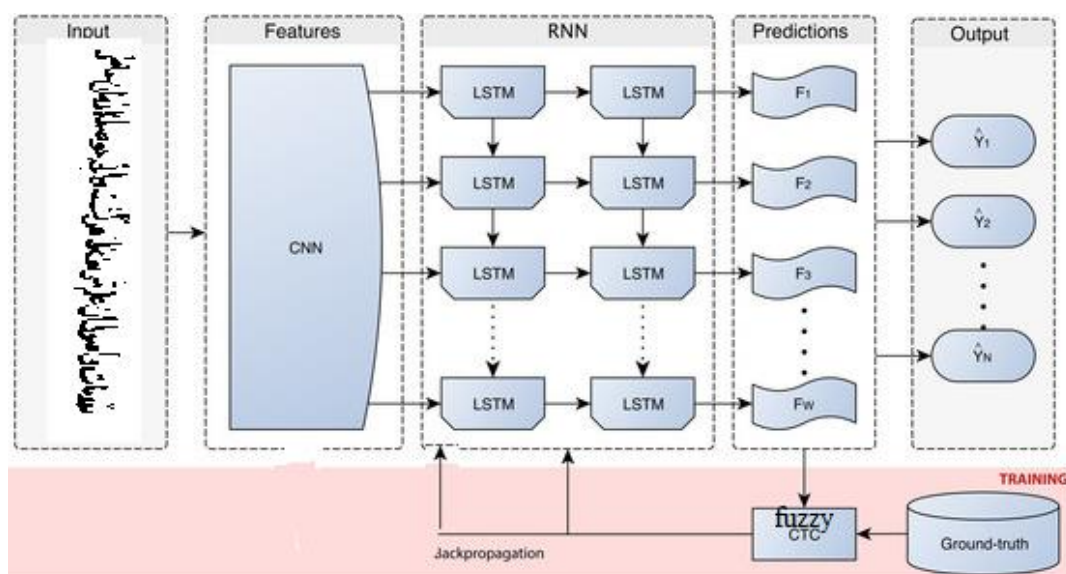 Input
Features
RNN
Predictions
Output
CNN
LSTM
LSTM
F1
LSTM
LSTM
F2
LSTM
LSTM
F3
LSTM
LSTM
FW
Ŷ1
Ŷ2
ŶN
TRAINING
fuzzy
CTC
Ground-truth
Jackpropagation